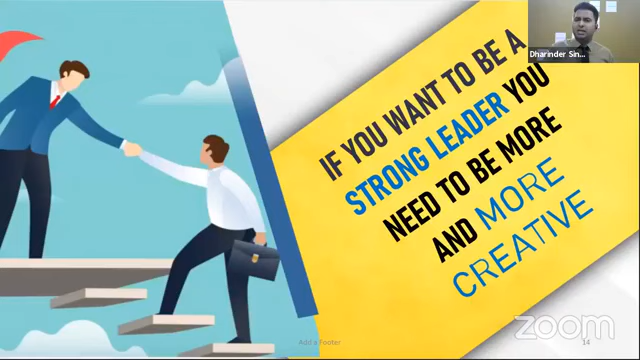 Dharinder Sin...
IF YOU WANT TO BE A
STRONG LEADER YOU
NEED TO BE MORE
AND MORE
CREATIVE
zoom
Add a Footer
14